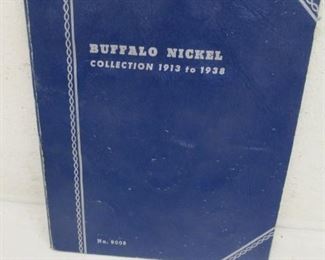 BUFFALO NICKEL
COLLECTION 1913 to 1938
No. 9008